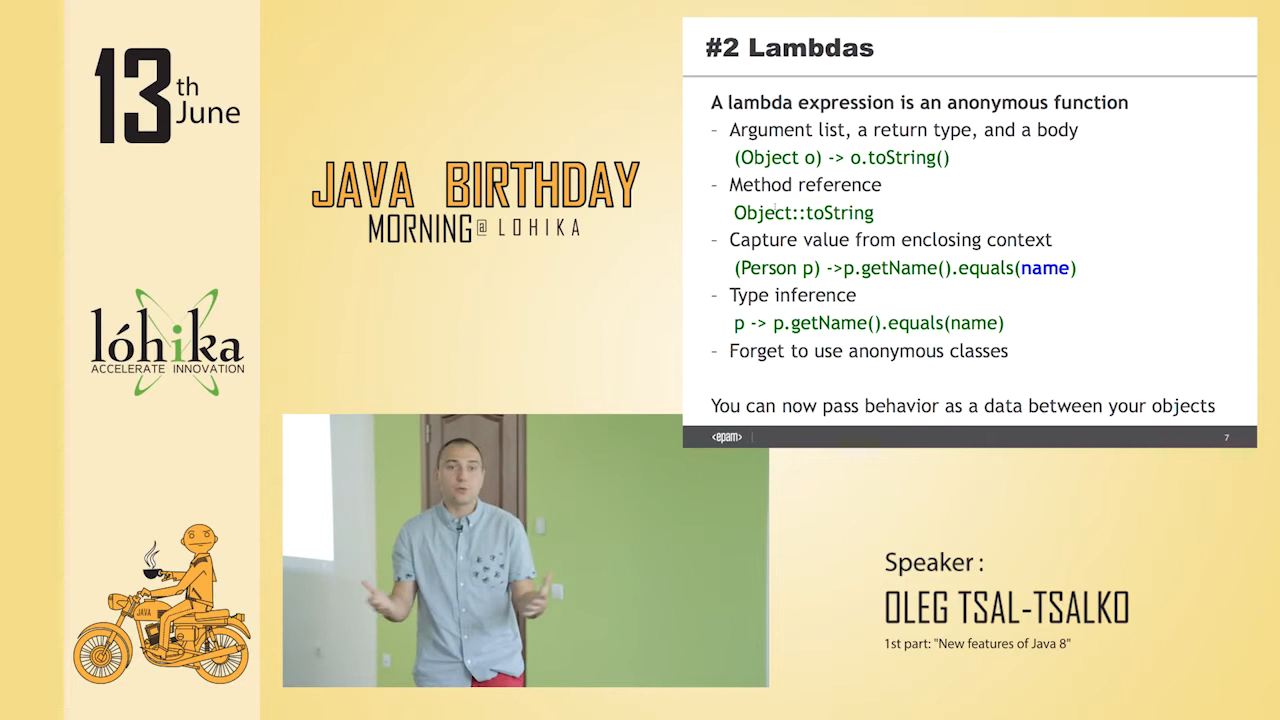 13
th
June
JAVA BIRTHDAY
MORNING @ LOHIKA
lóhika
ACCELERATE INNOVATION
JAVA
#2 Lambdas
A lambda expression is an anonymous function
- Argument list, a return type, and a body
(Object o) -> o.toString()
- Method reference
Object::toString
- Capture value from enclosing context
(Person p) ->p.getName().equals(name)
- Type inference
p -> p.getName().equals(name)
- Forget to use anonymous classes
You can now pass behavior as a data between your objects
<epam>
7
Speaker :
OLEG TSAL-TSALKO
1st part: "New features of Java 8"